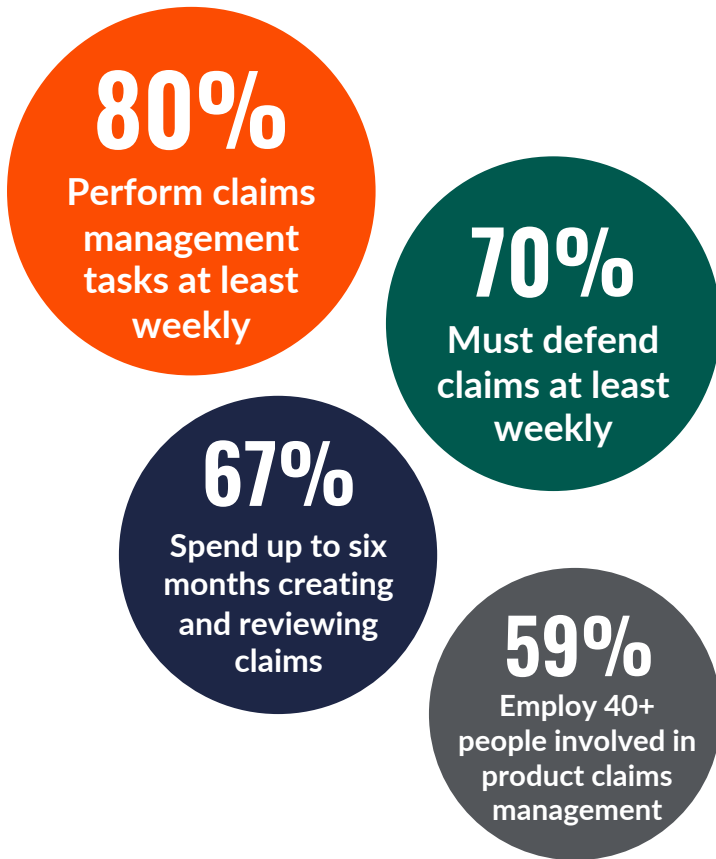 80%
Perform claims
management
tasks at least
weekly
70%
Must defend
claims at least
weekly
67%
Spend up to six
months creating
and reviewing
claims
59%
Employ 40+
people involved in
product claims
management